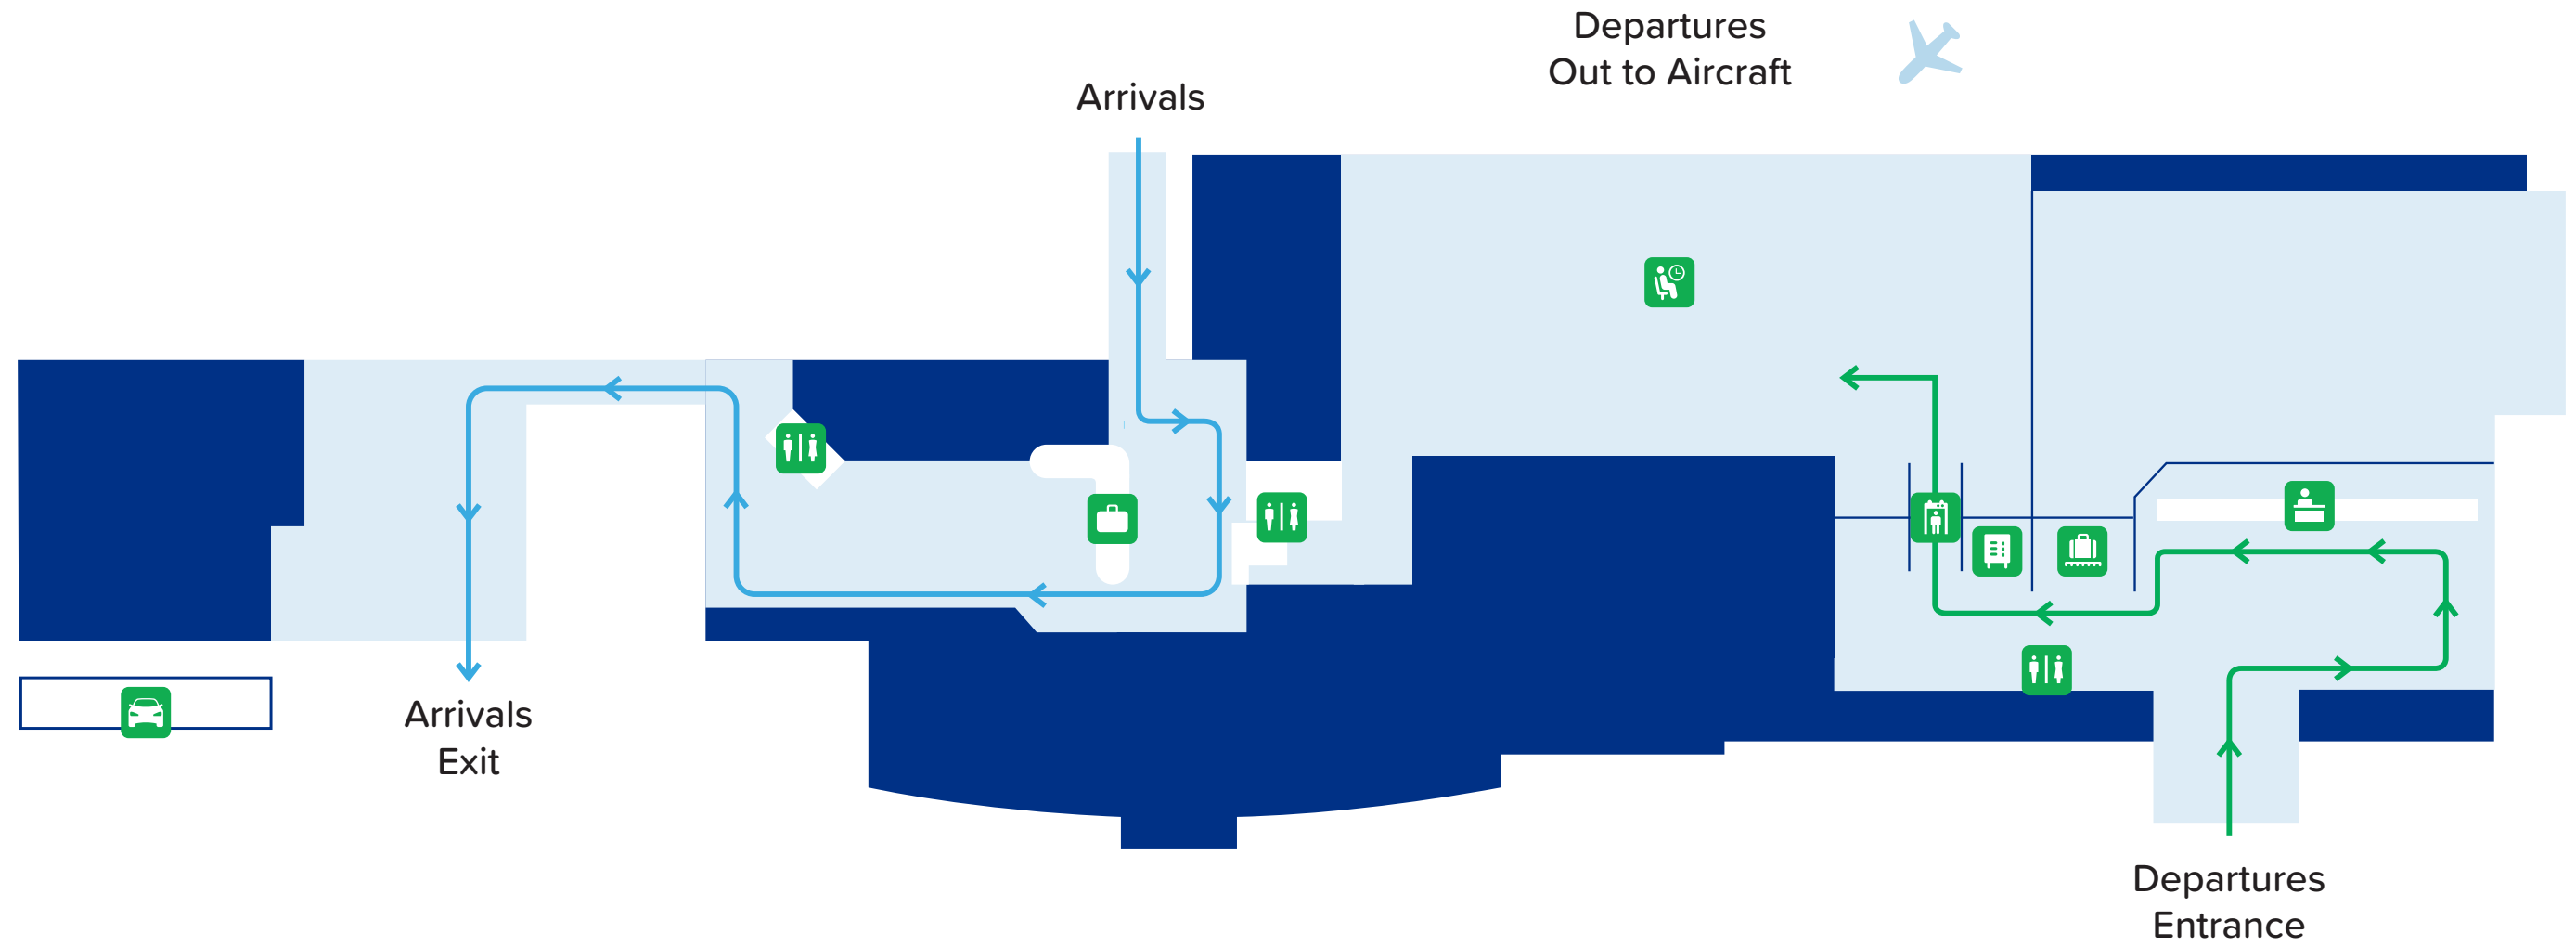 Departures
Out to Aircraft
Arrivals
Arrivals
Exit
Departures
Entrance